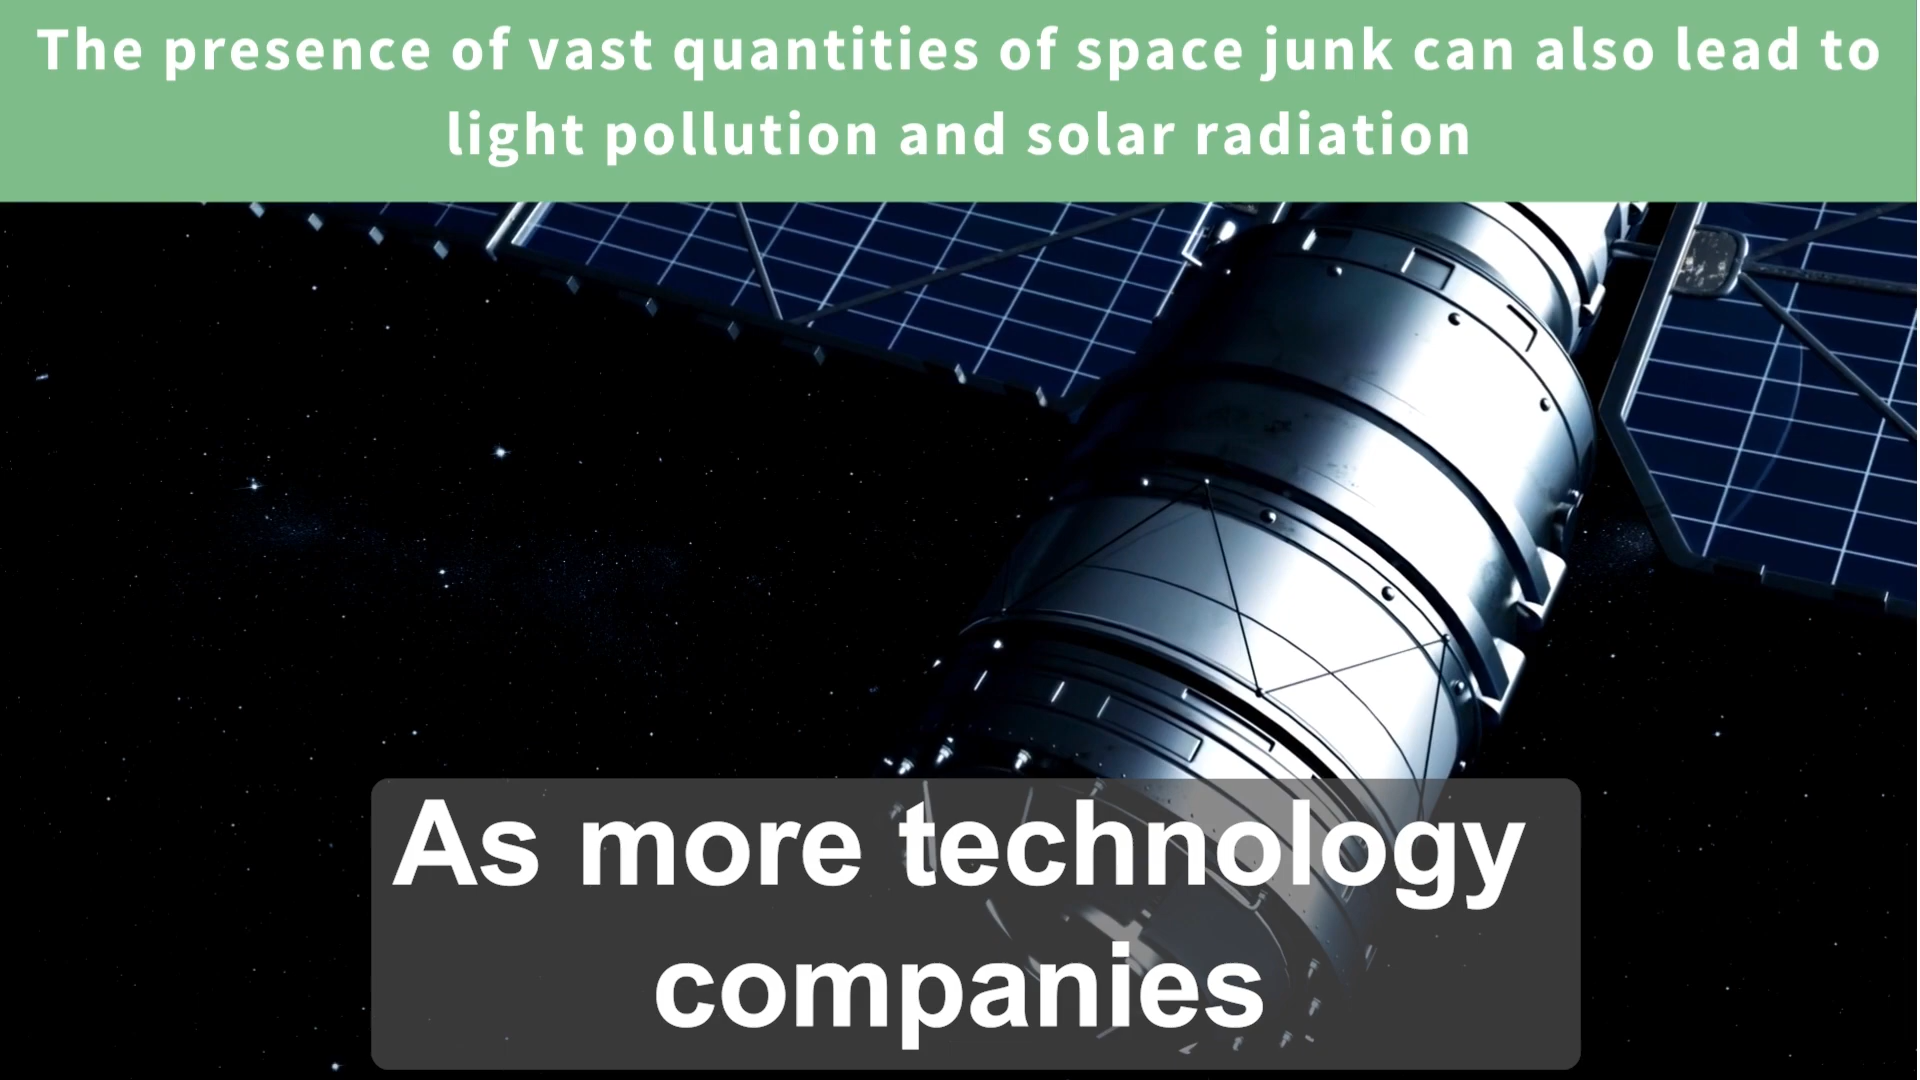 The presence of vast quantities of space junk can also lead to
light pollution and solar radiation
As more technology
companies